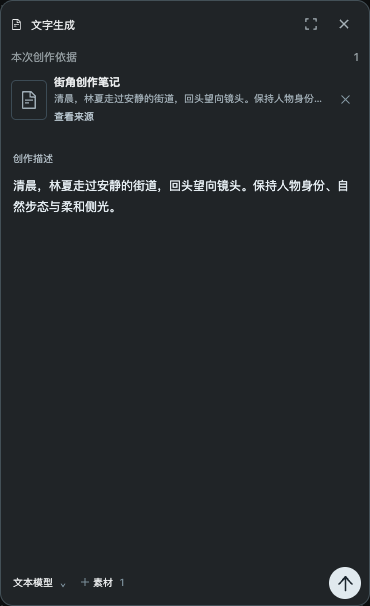 文字生成
本次创作依据 1
街角创作笔记
清晨，林夏走过安静的街道，回头望向镜头。保持人物身份...
查看来源
创作描述
清晨，林夏走过安静的街道，回头望向镜头。保持人物身份、自
然步态与柔和侧光。
文本模型 + 素材 1